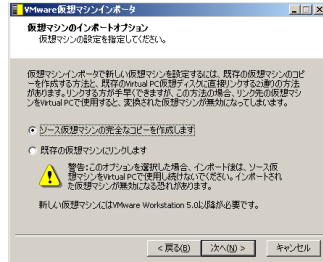 VMware仮想マシンインポータ
仮想マシンのインポートオプション
仮想マシンの設定を指定してください。
仮想マシンインポータで新しい仮想マシンを設定するには、既存の仮想マシンのコピ
ーを作成する方法と、既存のVirtual PC仮想ディスクに直接リンクする2通りの方法
があります。リンクする方が手早くできますが、この方法の場合、リンク先の仮想マシ
ンをVirtual PCで使用すると、変換された仮想マシンが無効になってしまいます。
ソース仮想マシンの完全なコピーを作成します
既存の仮想マシンにリンクします
警告:このオプションを選択した場合、インポート後は、ソース仮
想マシンをVirtual PCで使用し続けないでください。インポートされ
た仮想マシンが無効になる恐れがあります。
新しい仮想マシンにはVMware Workstation 5.0以降が必要です。
< 戻る(B)
次へ(N) >
キャンセル